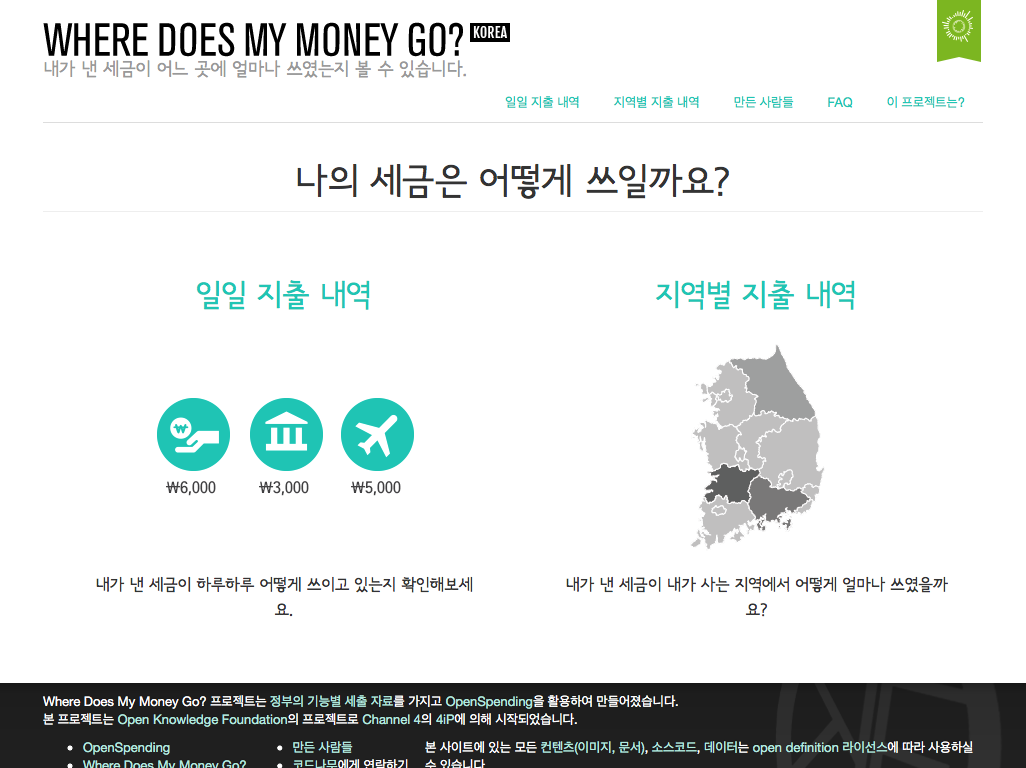 WHERE DOES MY MONEY GO? KOREA
내가 낸 세금이 어느 곳에 얼마나 쓰였는지 볼 수 있습니다.
일일 지출 내역 지역별 지출 내역 만든 사람들 FAQ 이 프로젝트는?
나의 세금은 어떻게 쓰일까요?
일일 지출 내역
₩
₩6,000 ₩3,000 ₩5,000
내가 낸 세금이 하루하루 어떻게 쓰이고 있는지 확인해보세
요.
지역별 지출 내역
내가 낸 세금이 내가 사는 지역에서 어떻게 얼마나 쓰였을까
요?
Where Does My Money Go? 프로젝트는 정부의 기능별 세출 자료를 가지고 OpenSpending을 활용하여 만들어졌습니다.
본 프로젝트는 Open Knowledge Foundation의 프로젝트로 Channel 4의 4iP에 의해 시작되었습니다.
• OpenSpending
• Where Does My Money Go?
• 만든 사람들
• 코드나무에게 연락하기
본 사이트에 있는 모든 컨텐츠(이미지, 문서), 소스코드, 데이터는 open definition 라이선스에 따라 사용하실
수 있습니다